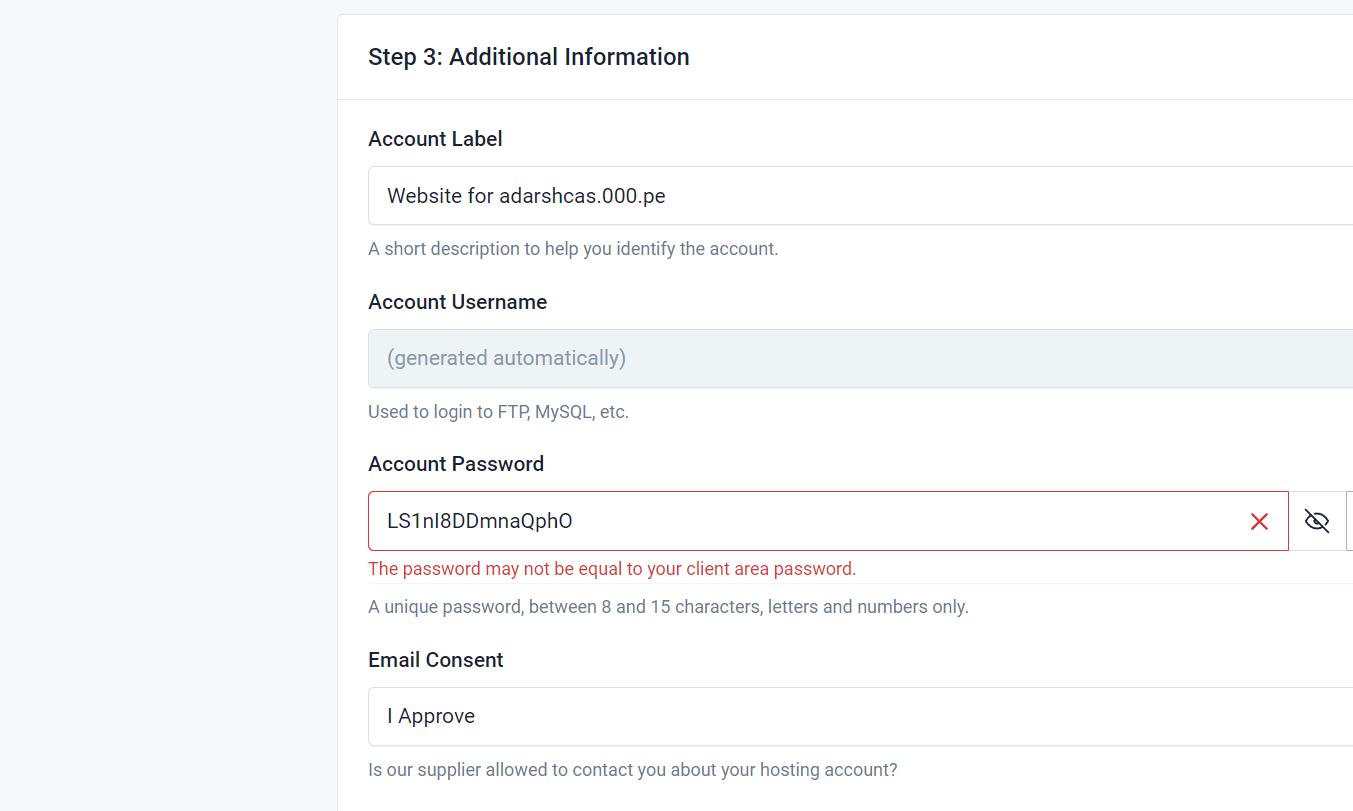 Step 3: Additional Information
Account Label
Website for adarshcas.000.pe
A short description to help you identify the account.
Account Username
(generated automatically)
Used to login to FTP, MySQL, etc.
Account Password
LS1nI8DDmnaQphO
The password may not be equal to your client area password.
A unique password, between 8 and 15 characters, letters and numbers only.
Email Consent
I Approve
Is our supplier allowed to contact you about your hosting account?